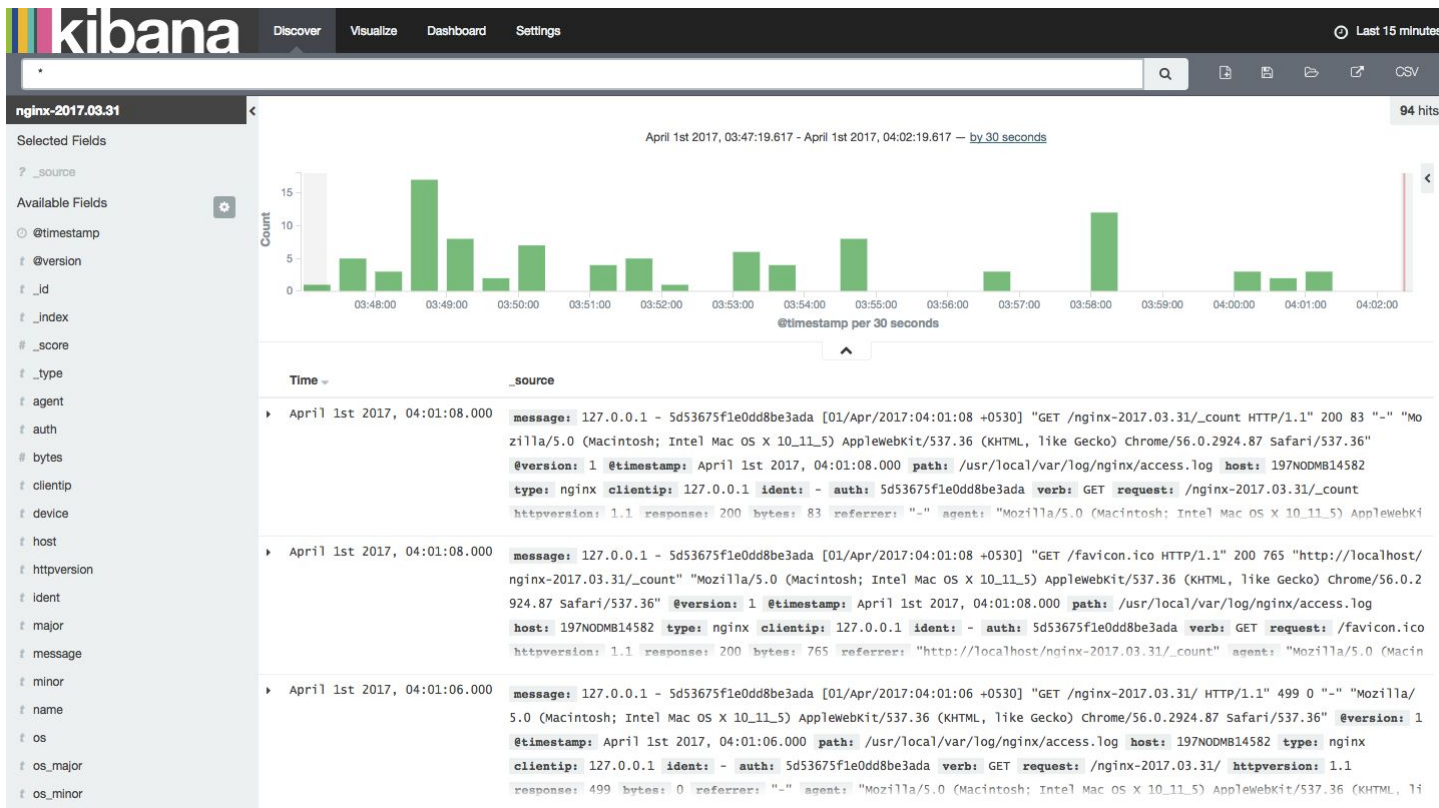 kibana
Discover Visualize Dashboard Settings Last 15 minutes
*
CSV
nginx-2017.03.31
94 hits
Selected Fields
? _source
Available Fields
@timestamp
t @version
t _id
t _index
# _score
t _type
t agent
t auth
# bytes
t clientip
t device
t host
t httpversion
t ident
t major
t message
t minor
t name
t os
t os_major
t os_minor
April 1st 2017, 03:47:19.617 - April 1st 2017, 04:02:19.617 — by 30 seconds
Count
15
10
5
0
03:48:00 03:49:00 03:50:00 03:51:00 03:52:00 03:53:00 03:54:00 03:55:00 03:56:00 03:57:00 03:58:00 03:59:00 04:00:00 04:01:00 04:02:00
@timestamp per 30 seconds
Time _source
April 1st 2017, 04:01:08.000 message: 127.0.0.1 - 5d53675f1e0dd8be3ada [01/Apr/2017:04:01:08 +0530] "GET /nginx-2017.03.31/_count HTTP/1.1" 200 83 "-" "Mo
zilla/5.0 (Macintosh; Intel Mac OS X 10_11_5) AppleWebKit/537.36 (KHTML, like Gecko) Chrome/56.0.2924.87 Safari/537.36"
@version: 1 @timestamp: April 1st 2017, 04:01:08.000 path: /usr/local/var/log/nginx/access.log host: 197NODMB14582
type: nginx clientip: 127.0.0.1 ident: - auth: 5d53675f1e0dd8be3ada verb: GET request: /nginx-2017.03.31/_count
httpversion: 1.1 response: 200 bytes: 83 referrer: "-" agent: "Mozilla/5.0 (Macintosh; Intel Mac OS X 10_11_5) AppleWebKi
April 1st 2017, 04:01:08.000 message: 127.0.0.1 - 5d53675f1e0dd8be3ada [01/Apr/2017:04:01:08 +0530] "GET /favicon.ico HTTP/1.1" 200 765 "http://localhost/
nginx-2017.03.31/_count" "Mozilla/5.0 (Macintosh; Intel Mac OS X 10_11_5) AppleWebKit/537.36 (KHTML, like Gecko) Chrome/56.0.2
924.87 Safari/537.36" @version: 1 @timestamp: April 1st 2017, 04:01:08.000 path: /usr/local/var/log/nginx/access.log
host: 197NODMB14582 type: nginx clientip: 127.0.0.1 ident: - auth: 5d53675f1e0dd8be3ada verb: GET request: /favicon.ico
httpversion: 1.1 response: 200 bytes: 765 referrer: "http://localhost/nginx-2017.03.31/_count" agent: "Mozilla/5.0 (Macin
April 1st 2017, 04:01:06.000 message: 127.0.0.1 - 5d53675f1e0dd8be3ada [01/Apr/2017:04:01:06 +0530] "GET /nginx-2017.03.31/ HTTP/1.1" 499 0 "-" "Mozilla/
5.0 (Macintosh; Intel Mac OS X 10_11_5) AppleWebKit/537.36 (KHTML, like Gecko) Chrome/56.0.2924.87 Safari/537.36" @version: 1
@timestamp: April 1st 2017, 04:01:06.000 path: /usr/local/var/log/nginx/access.log host: 197NODMB14582 type: nginx
clientip: 127.0.0.1 ident: - auth: 5d53675f1e0dd8be3ada verb: GET request: /nginx-2017.03.31/ httpversion: 1.1
response: 499 bytes: 0 referrer: "-" agent: "Mozilla/5.0 (Macintosh; Intel Mac OS X 10_11_5) AppleWebKit/537.36 (KHTML, li